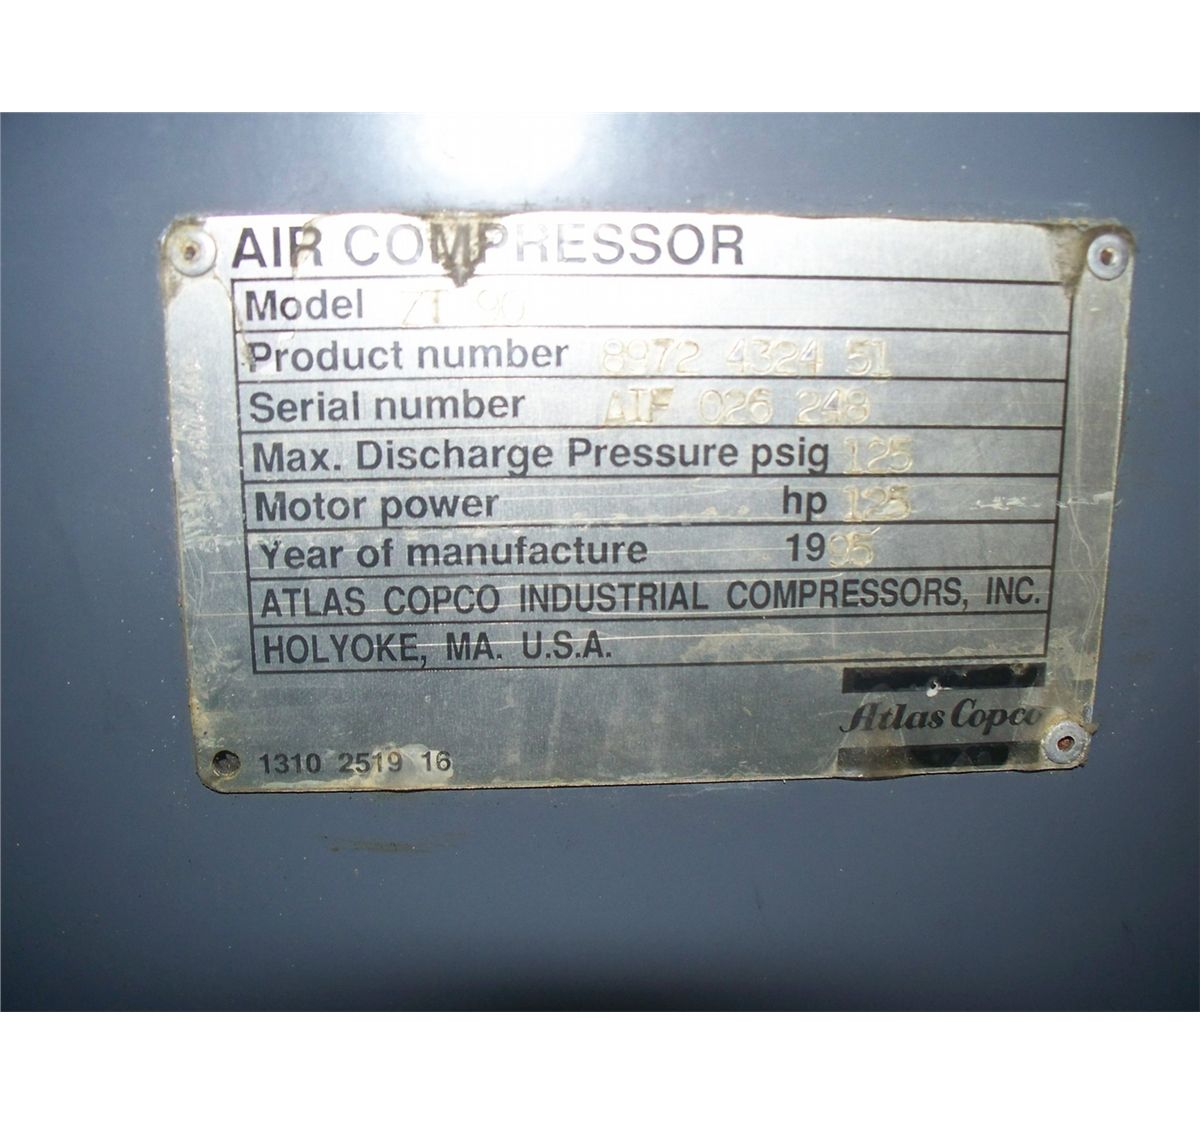 AIR COMPRESSOR
Model ZT 90
Product number 8972 4324 51
Serial number AIF 026 248
Max. Discharge Pressure psig 125
Motor power hp 125
Year of manufacture 1995
ATLAS COPCO INDUSTRIAL COMPRESSORS, INC.
HOLYOKE, MA. U.S.A.
Atlas Copco
1310 2519 16